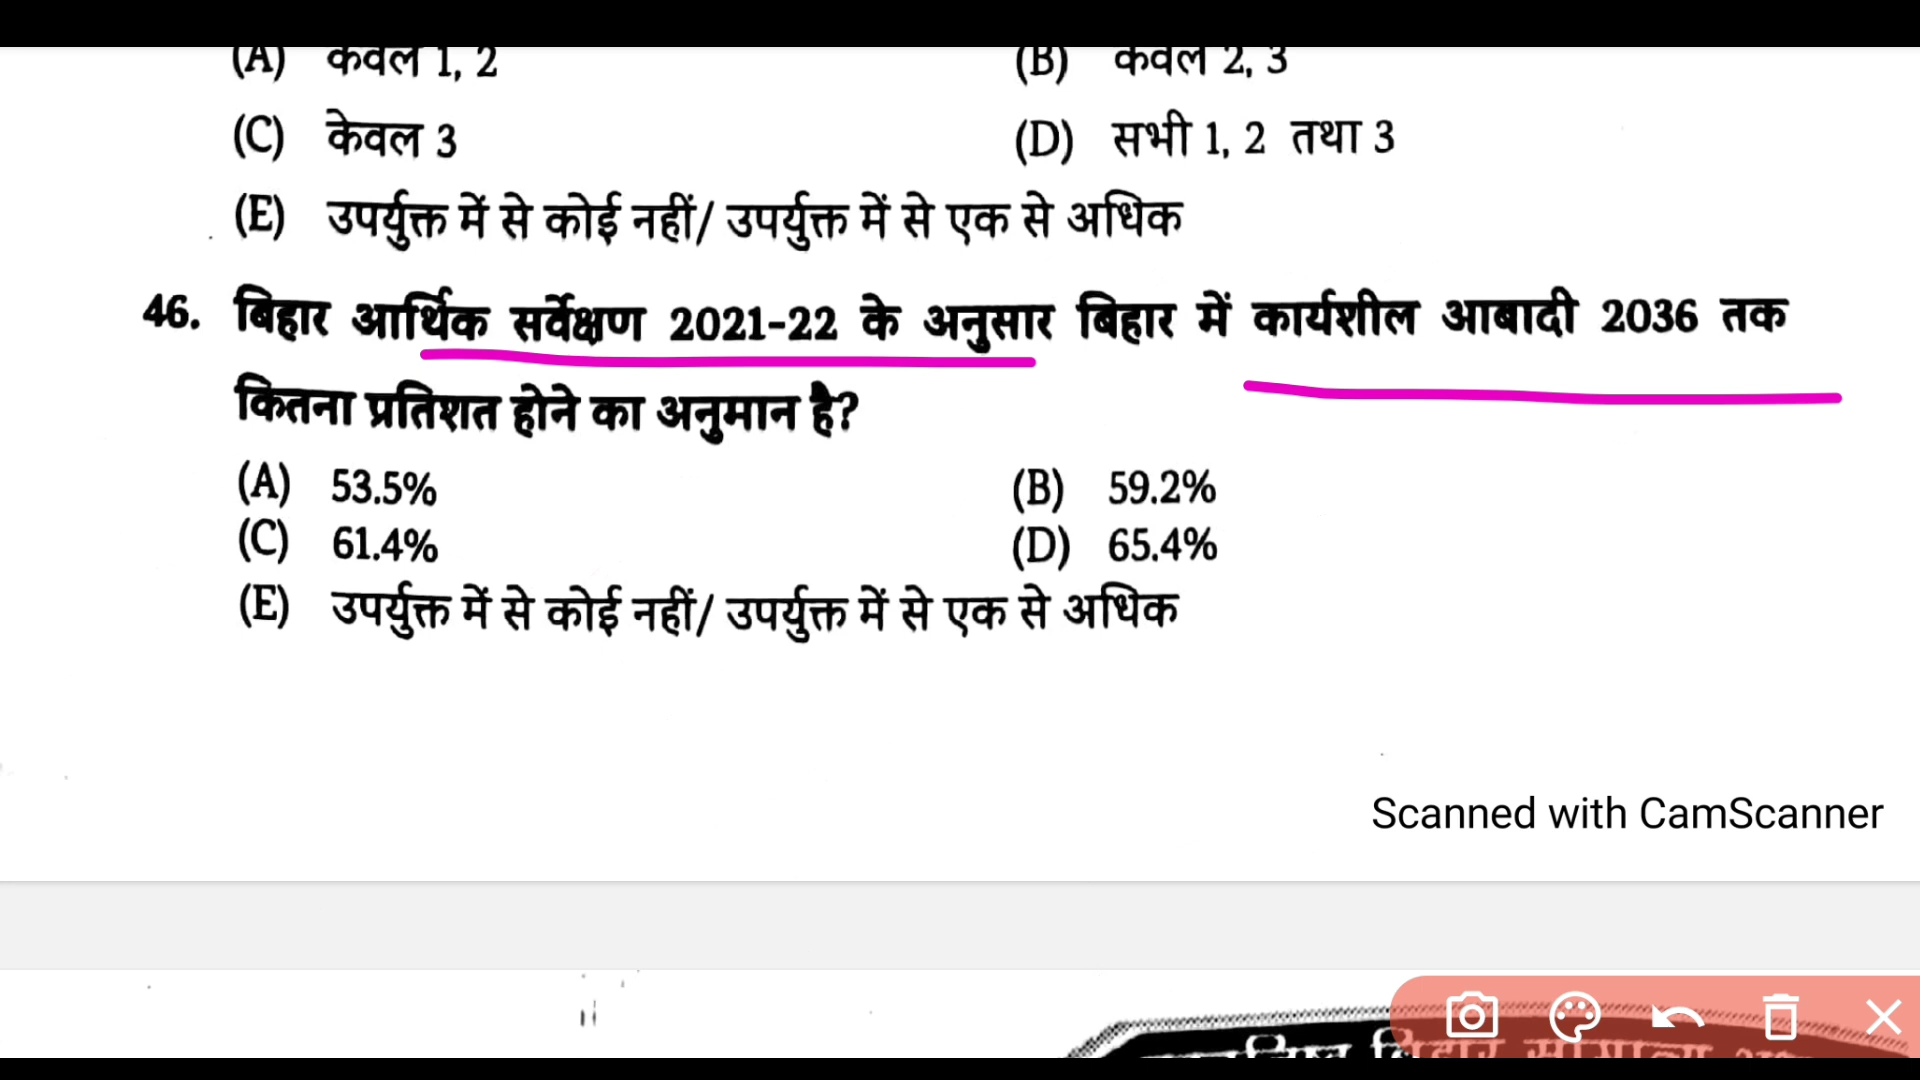 (A) केवल 1, 2 (B) केवल 2, 3
(C) केवल 3 (D) सभी 1, 2 तथा 3
(E) उपर्युक्त में से कोई नहीं/ उपर्युक्त में से एक से अधिक
46. बिहार आर्थिक सर्वेक्षण 2021-22 के अनुसार बिहार में कार्यशील आबादी 2036 तक
कितना प्रतिशत होने का अनुमान है?
(A) 53.5% (B) 59.2%
(C) 61.4% (D) 65.4%
(E) उपर्युक्त में से कोई नहीं/ उपर्युक्त में से एक से अधिक
Scanned with CamScanner